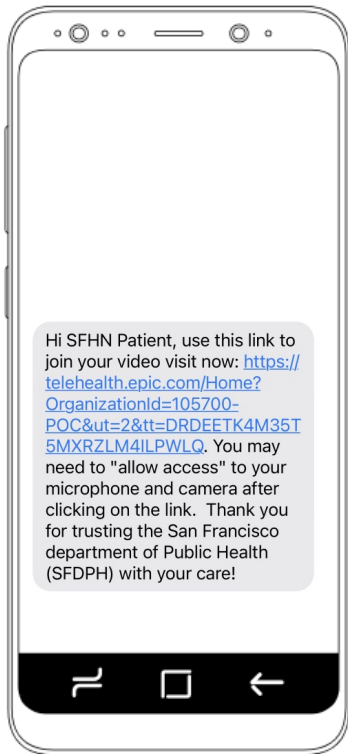 Hi SFHN Patient, use this link to
join your video visit now: https://
telehealth.epic.com/Home?
OrganizationId=105700-
POC&ut=2&tt=DRDEETK4M35T
5MXRZLM4ILPWLQ. You may
need to "allow access" to your
microphone and camera after
clicking on the link.  Thank you
for trusting the San Francisco
department of Public Health
(SFDPH) with your care!